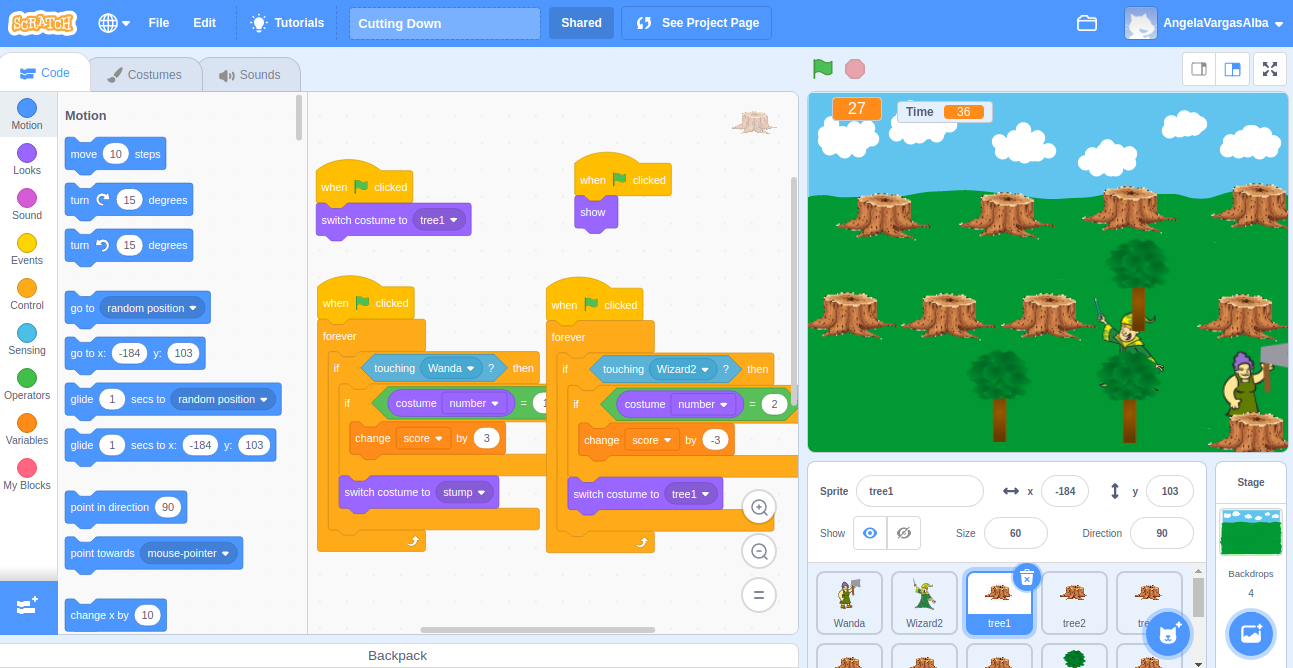 SCRATCH File Edit Tutorials Cutting Down Shared See Project Page AngelaVargasAlba
Code Costumes Sounds
Motion
Looks
Sound
Events
Control
Sensing
Operators
Variables
My Blocks
Motion
move 10 steps
turn 15 degrees
turn 15 degrees
go to random position
go to x: -184 y: 103
glide 1 secs to random position
glide 1 secs to x: -184 y: 103
point in direction 90
point towards mouse-pointer
change x by 10
when clicked
switch costume to tree1
when clicked
show
when clicked
forever
if touching Wanda ? then
if costume number =
change score by 3
switch costume to stump
when clicked
forever
if touching Wizard2 ? then
if costume number = 2
change score by -3
switch costume to tree1
Backpack
27 Time 36
Sprite tree1 x -184 y 103
Show Size 60 Direction 90
Wanda Wizard2 tree1 tree2
Stage
Backdrops
4